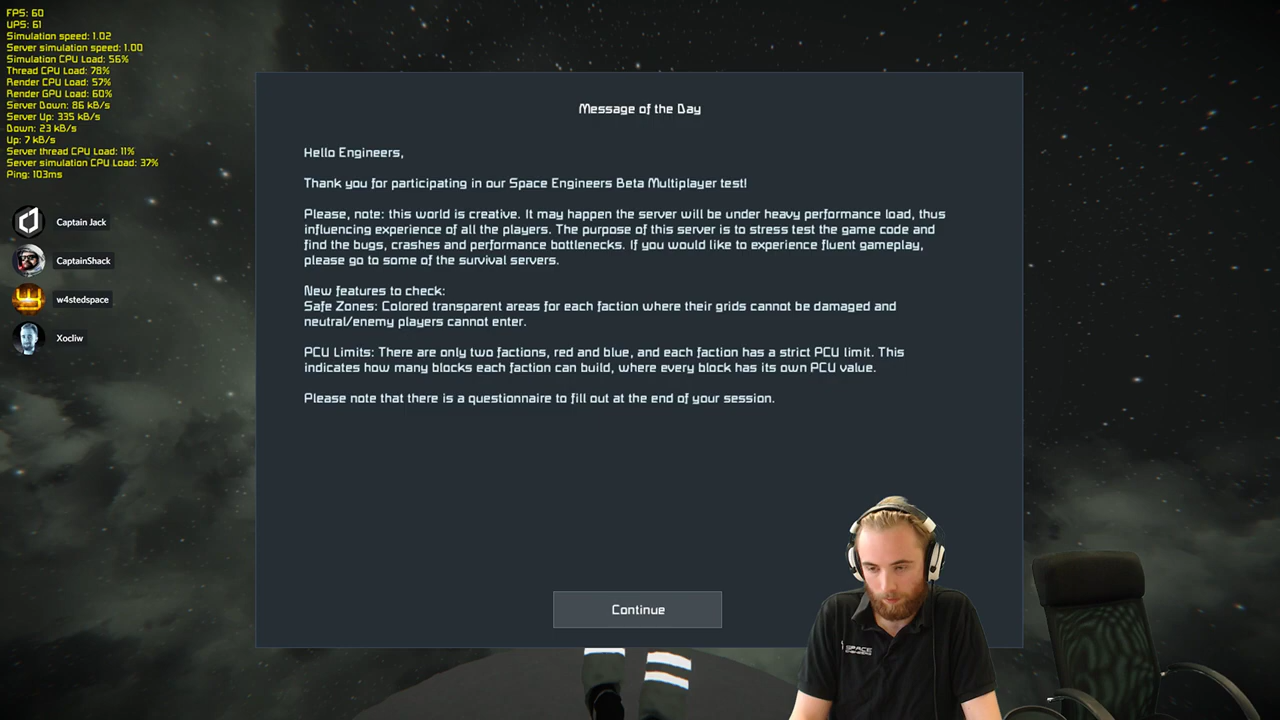 FPS: 60
UPS: 61
Simulation speed: 1.02
Server simulation speed: 1.00
Simulation CPU Load: 56%
Thread CPU Load: 78%
Render CPU Load: 57%
Render GPU Load: 60%
Server Down: 86 kB/s
Server Up: 335 kB/s
Down: 23 kB/s
Up: 7 kB/s
Server thread CPU Load: 11%
Server simulation CPU Load: 37%
Ping: 103ms
Captain Jack
CaptainShack
w4stedspace
Xocliw
Message of the Day
Hello Engineers,
Thank you for participating in our Space Engineers Beta Multiplayer test!
Please, note: this world is creative. It may happen the server will be under heavy performance load, thus
influencing experience of all the players. The purpose of this server is to stress test the game code and
find the bugs, crashes and performance bottlenecks. If you would like to experience fluent gameplay,
please go to some of the survival servers.
New features to check:
Safe Zones: Colored transparent areas for each faction where their grids cannot be damaged and
neutral/enemy players cannot enter.
PCU Limits: There are only two factions, red and blue, and each faction has a strict PCU limit. This
indicates how many blocks each faction can build, where every block has its own PCU value.
Please note that there is a questionnaire to fill out at the end of your session.
Continue
SPACE
ENGINEERS